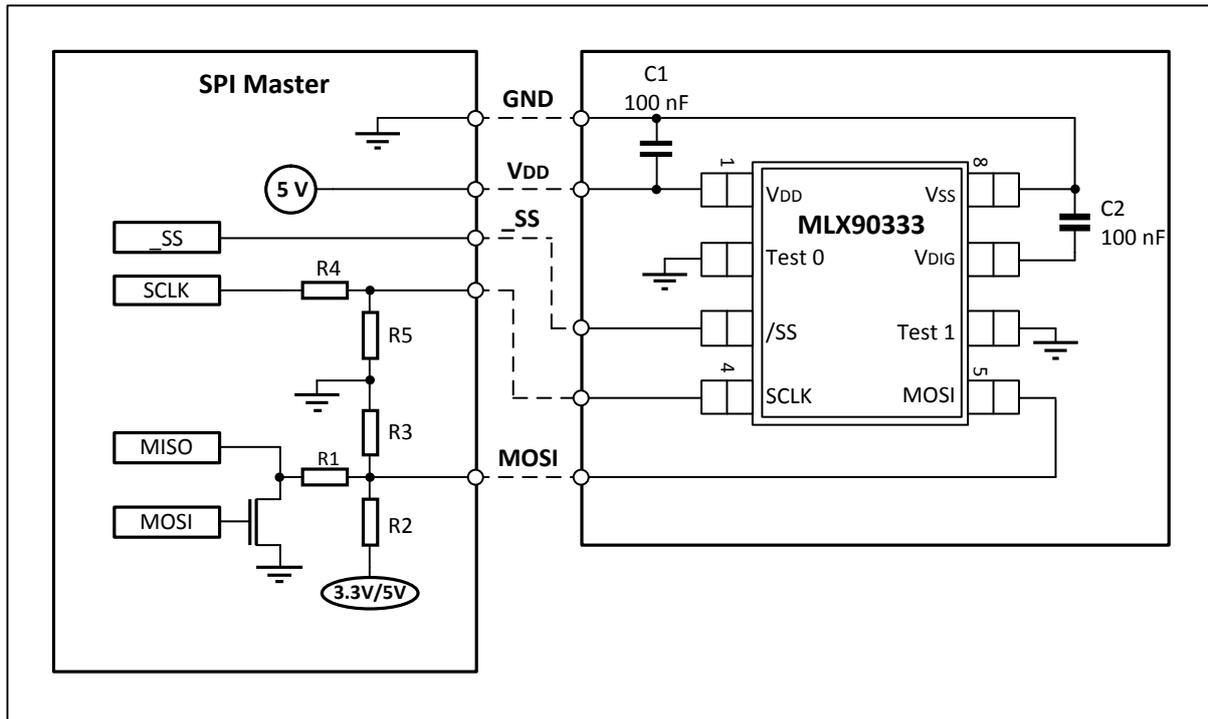 SPI Master
C1
100 nF
GND
5 V
VDD
_SS
_SS
SCLK
R4
R5
R3
MISO
R1
MOSI
MOSI
R2
3.3V/5V
1
8
VDD
VSS
MLX90333
C2
100 nF
Test 0
VDIG
/SS
Test 1
4
5
SCLK
MOSI